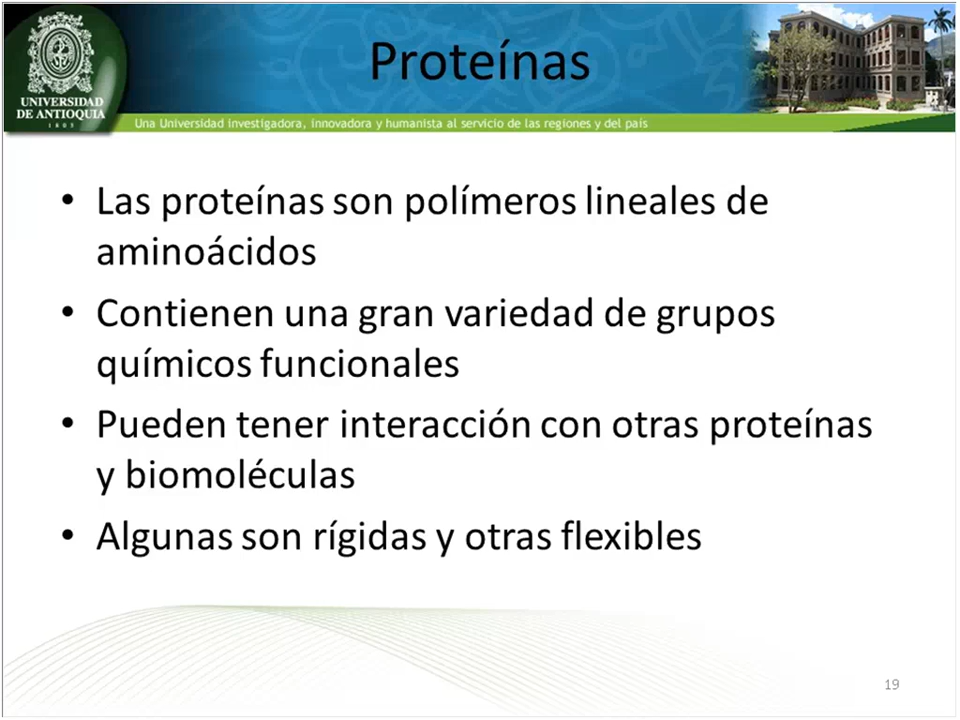 Proteínas
UNIVERSIDAD
DE ANTIOQUIA
1803
Una Universidad investigadora, innovadora y humanista al servicio de las regiones y del país
• Las proteínas son polímeros lineales de
aminoácidos
• Contienen una gran variedad de grupos
químicos funcionales
• Pueden tener interacción con otras proteínas
y biomoléculas
• Algunas son rígidas y otras flexibles
19